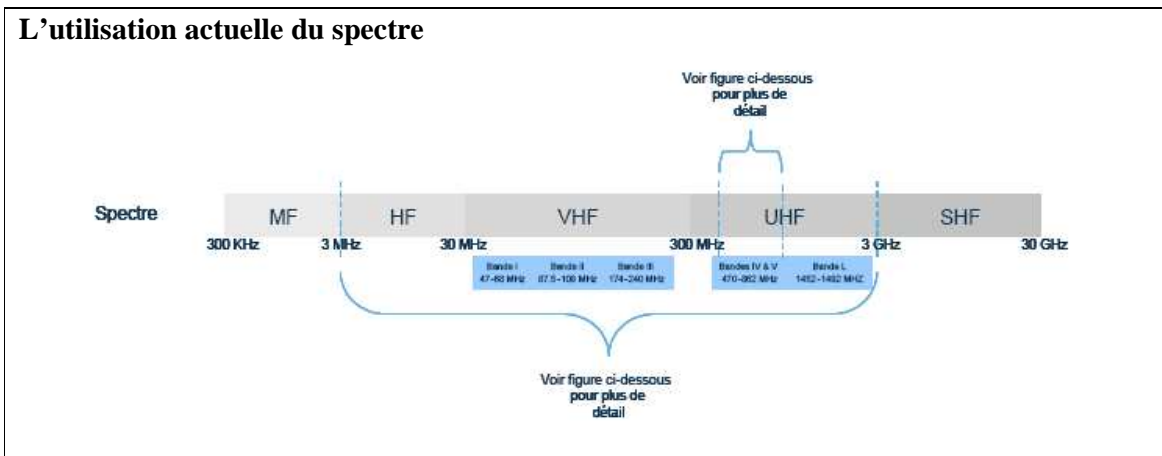 L’utilisation actuelle du spectre
Voir figure ci-dessous
pour plus de
détail
Spectre
MF HF VHF UHF SHF
300 KHz 3 MHz 30 MHz 300 MHz 3 GHz 30 GHz
Bande I Bande II Bande III Bandes IV & V Bande L
47-68 MHz 87.5-108 MHz 174-240 MHz 470-862 MHz 1452-1492 MHZ
Voir figure ci-dessous
pour plus de
détail